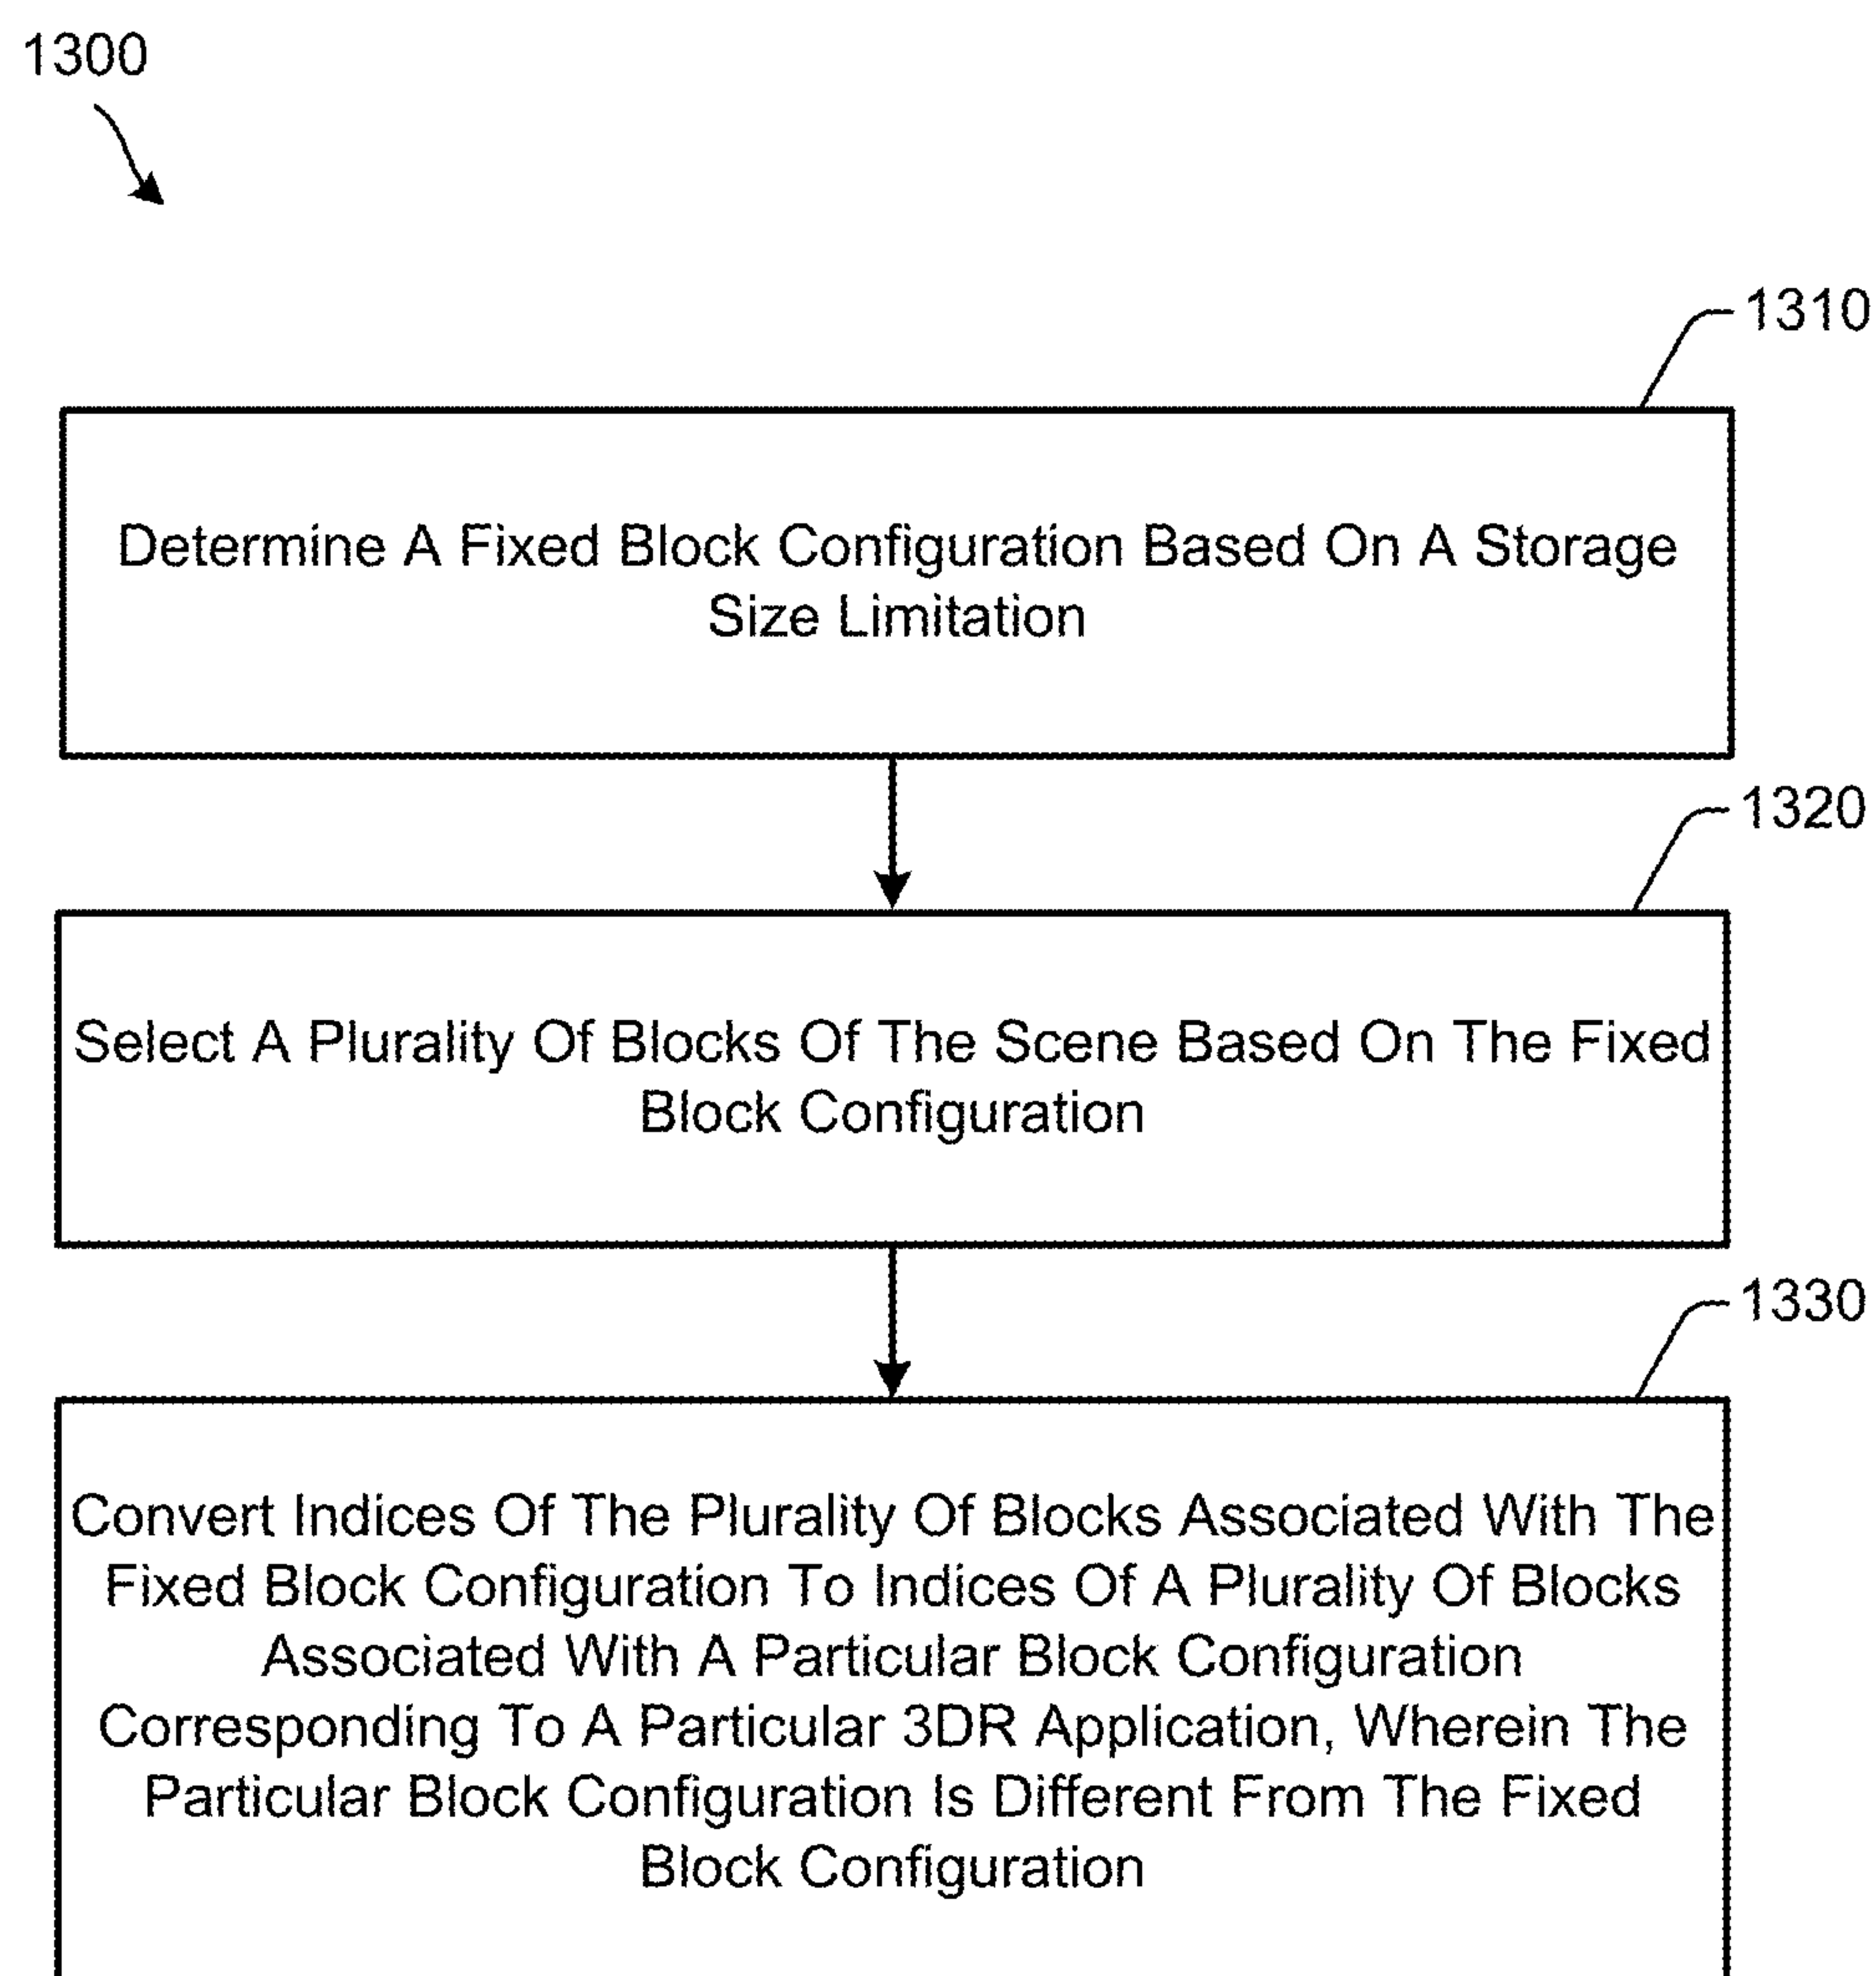 1300
1310
Determine A Fixed Block Configuration Based On A Storage
Size Limitation
1320
Select A Plurality Of Blocks Of The Scene Based On The Fixed
Block Configuration
1330
Convert Indices Of The Plurality Of Blocks Associated With The
Fixed Block Configuration To Indices Of A Plurality Of Blocks
Associated With A Particular Block Configuration
Corresponding To A Particular 3DR Application, Wherein The
Particular Block Configuration Is Different From The Fixed
Block Configuration